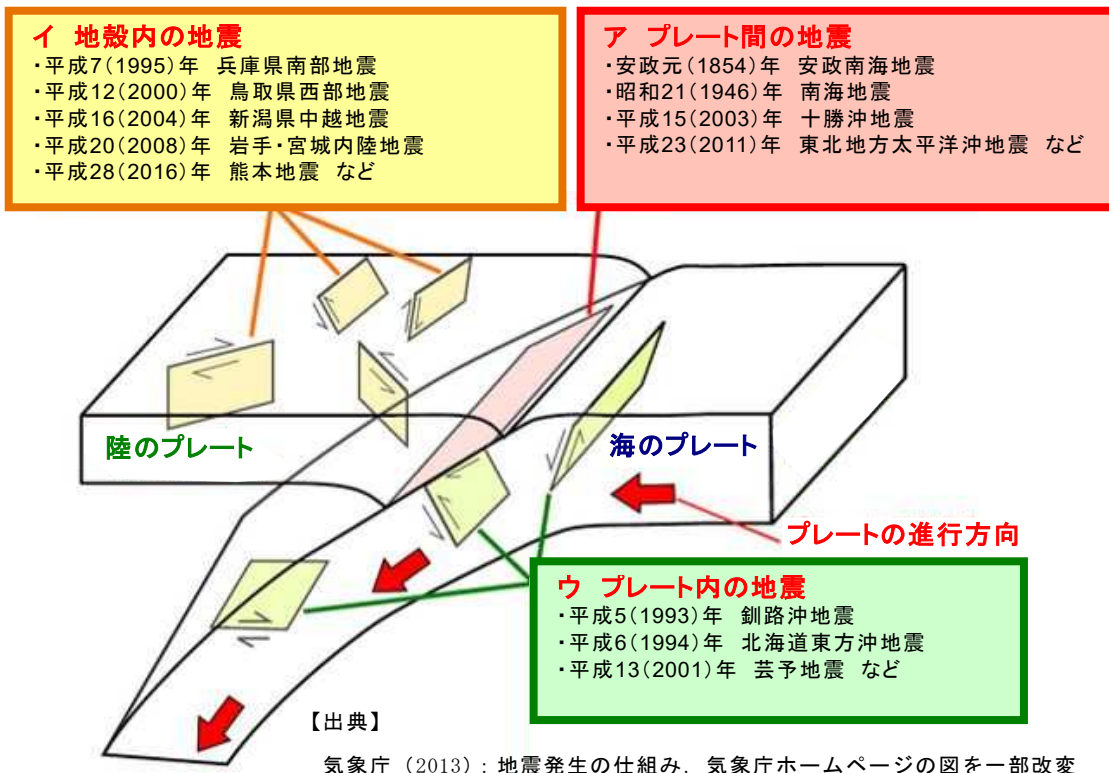 イ 地殻内の地震
・平成7(1995)年 兵庫県南部地震
・平成12(2000)年 鳥取県西部地震
・平成16(2004)年 新潟県中越地震
・平成20(2008)年 岩手・宮城内陸地震
・平成28(2016)年 熊本地震 など
ア プレート間の地震
・安政元(1854)年 安政南海地震
・昭和21(1946)年 南海地震
・平成15(2003)年 十勝沖地震
・平成23(2011)年 東北地方太平洋沖地震 など
陸のプレート
海のプレート
プレートの進行方向
ウ プレート内の地震
・平成5(1993)年 釧路沖地震
・平成6(1994)年 北海道東方沖地震
・平成13(2001)年 芸予地震 など
【出典】
気象庁（2013）: 地震発生の仕組み, 気象庁ホームページの図を一部改変